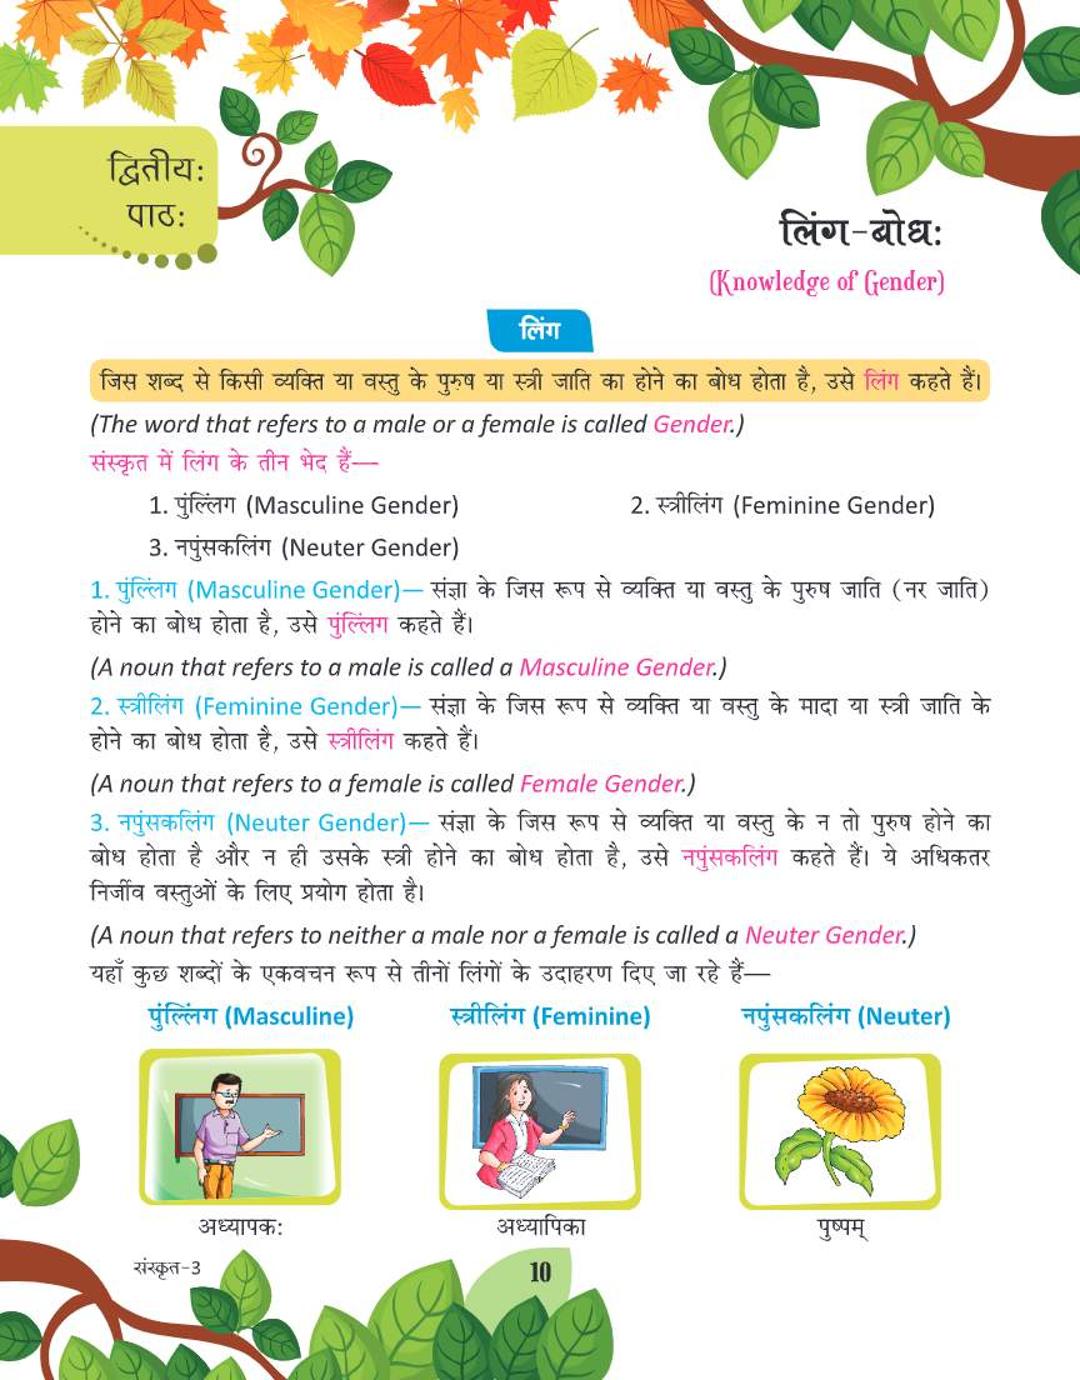 द्वितीय:
पाठ:
लिंग-बोध:
(Knowledge of Gender)
लिंग
जिस शब्द से किसी व्यक्ति या वस्तु के पुरुष या स्त्री जाति का होने का बोध होता है, उसे लिंग कहते हैं।
(The word that refers to a male or a female is called Gender.)
संस्कृत में लिंग के तीन भेद हैं—
1. पुंल्लिंग (Masculine Gender) 2. स्त्रीलिंग (Feminine Gender)
3. नपुंसकलिंग (Neuter Gender)
1. पुंल्लिंग (Masculine Gender)— संज्ञा के जिस रूप से व्यक्ति या वस्तु के पुरुष जाति (नर जाति)
होने का बोध होता है, उसे पुंल्लिंग कहते हैं।
(A noun that refers to a male is called a Masculine Gender.)
2. स्त्रीलिंग (Feminine Gender)— संज्ञा के जिस रूप से व्यक्ति या वस्तु के मादा या स्त्री जाति के
होने का बोध होता है, उसे स्त्रीलिंग कहते हैं।
(A noun that refers to a female is called Female Gender.)
3. नपुंसकलिंग (Neuter Gender)— संज्ञा के जिस रूप से व्यक्ति या वस्तु के न तो पुरुष होने का
बोध होता है और न ही उसके स्त्री होने का बोध होता है, उसे नपुंसकलिंग कहते हैं। ये अधिकतर
निर्जीव वस्तुओं के लिए प्रयोग होता है।
(A noun that refers to neither a male nor a female is called a Neuter Gender.)
यहाँ कुछ शब्दों के एकवचन रूप से तीनों लिंगों के उदाहरण दिए जा रहे हैं—
पुंल्लिंग (Masculine) स्त्रीलिंग (Feminine) नपुंसकलिंग (Neuter)
अध्यापक: अध्यापिका पुष्पम्
संस्कृत-3 10